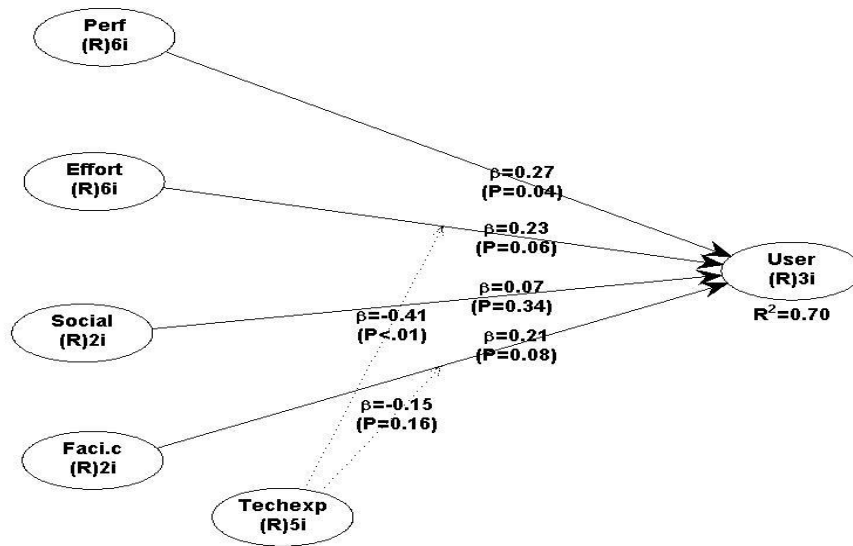 Perf
(R)6i
Effort
(R)6i
β=0.27
(P=0.04)
β=0.23
(P=0.06)
User
(R)3i
R²=0.70
β=0.07
(P=0.34)
Social
(R)2i
β=-0.41
(P<.01)
β=0.21
(P=0.08)
β=-0.15
(P=0.16)
Faci.c
(R)2i
Techexp
(R)5i